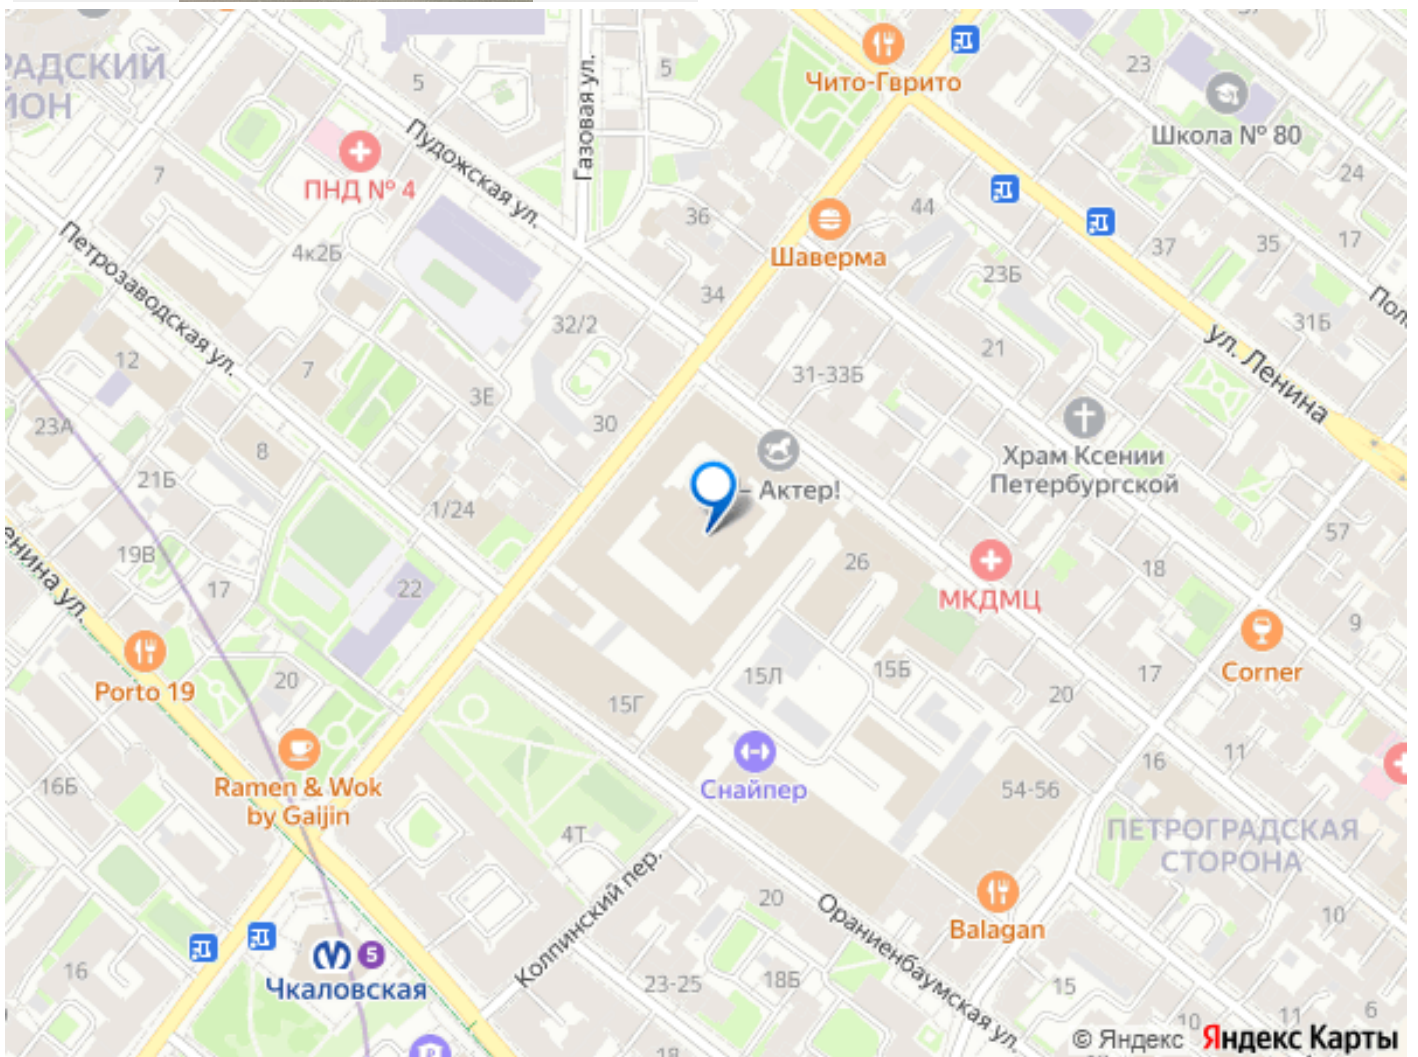 РАДСКИЙ
ЙОН
5
5
Газовая ул.
Чито-Гврито
23
Школа № 80
24
ПНД № 4
7
Пудожская ул.
36
44
Шаверма
37
35
17
4к2Б
Петрозаводская ул.
34
23Б
32/2
31Б
ул. Ленина
21
12
7
3Е
31-33Б
30
23А
8
21Б
Храм Ксении
Петербургской
– Актер!
1/24
57
19В
17
22
26
МКДМЦ
18
9
Corner
Porto 19
20
15Г
15Л
15Б
20
17
Ramen & Wok
by Gaijin
16Б
Снайпер
54-56
16
11
4Т
ПЕТРОГРАДСКАЯ
СТОРОНА
Колпинский пер.
20
Ораниенбаумская ул.
Balagan
10
16
5
Чкаловская
23-25
18Б
15
10
11
6
18
© Яндекс Яндекс Карты